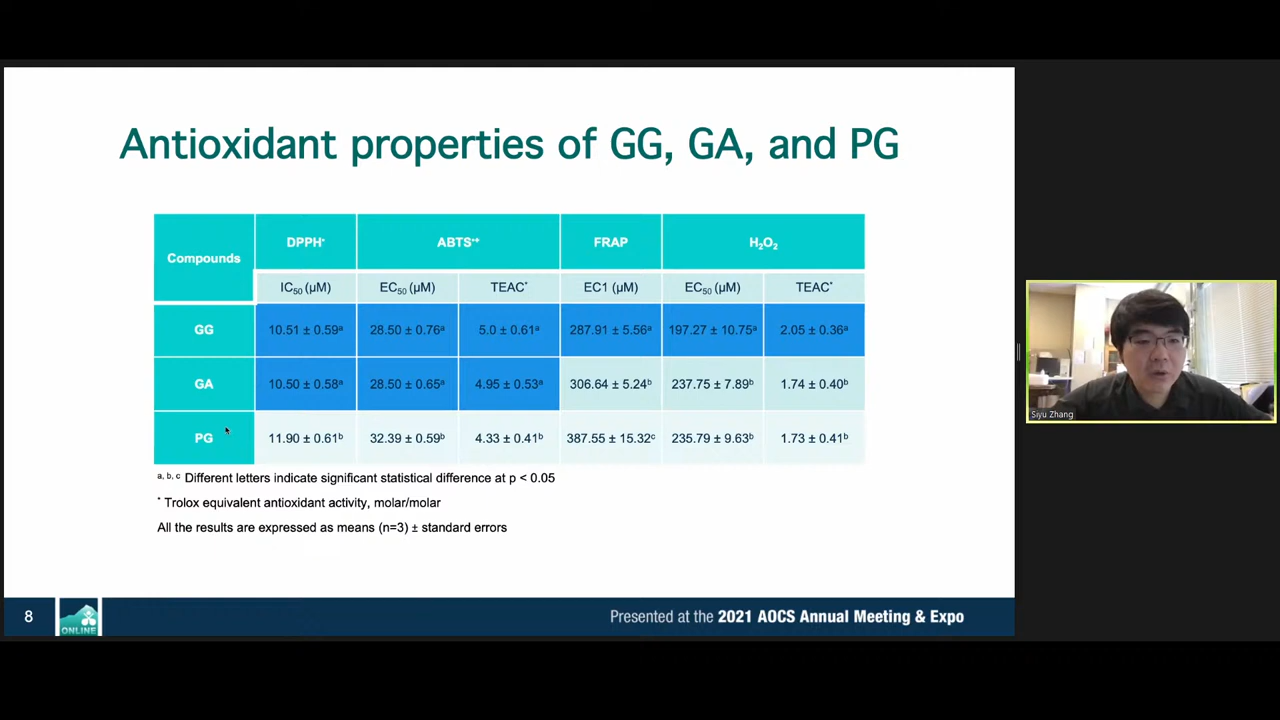 Antioxidant properties of GG, GA, and PG
Compounds DPPH• ABTS•+ FRAP H₂O₂
IC₅₀ (μM) EC₅₀ (μM) TEAC* EC1 (μM) EC₅₀ (μM) TEAC*
GG 10.51 ± 0.59ᵃ 28.50 ± 0.76ᵃ 5.0 ± 0.61ᵃ 287.91 ± 5.56ᵃ 197.27 ± 10.75ᵃ 2.05 ± 0.36ᵃ
GA 10.50 ± 0.58ᵃ 28.50 ± 0.65ᵃ 4.95 ± 0.53ᵃ 306.64 ± 5.24ᵇ 237.75 ± 7.89ᵇ 1.74 ± 0.40ᵇ
PG 11.90 ± 0.61ᵇ 32.39 ± 0.59ᵇ 4.33 ± 0.41ᵇ 387.55 ± 15.32ᶜ 235.79 ± 9.63ᵇ 1.73 ± 0.41ᵇ
a, b, c Different letters indicate significant statistical difference at p < 0.05
* Trolox equivalent antioxidant activity, molar/molar
All the results are expressed as means (n=3) ± standard errors
8
ONLINE
Presented at the 2021 AOCS Annual Meeting & Expo
Siyu Zhang